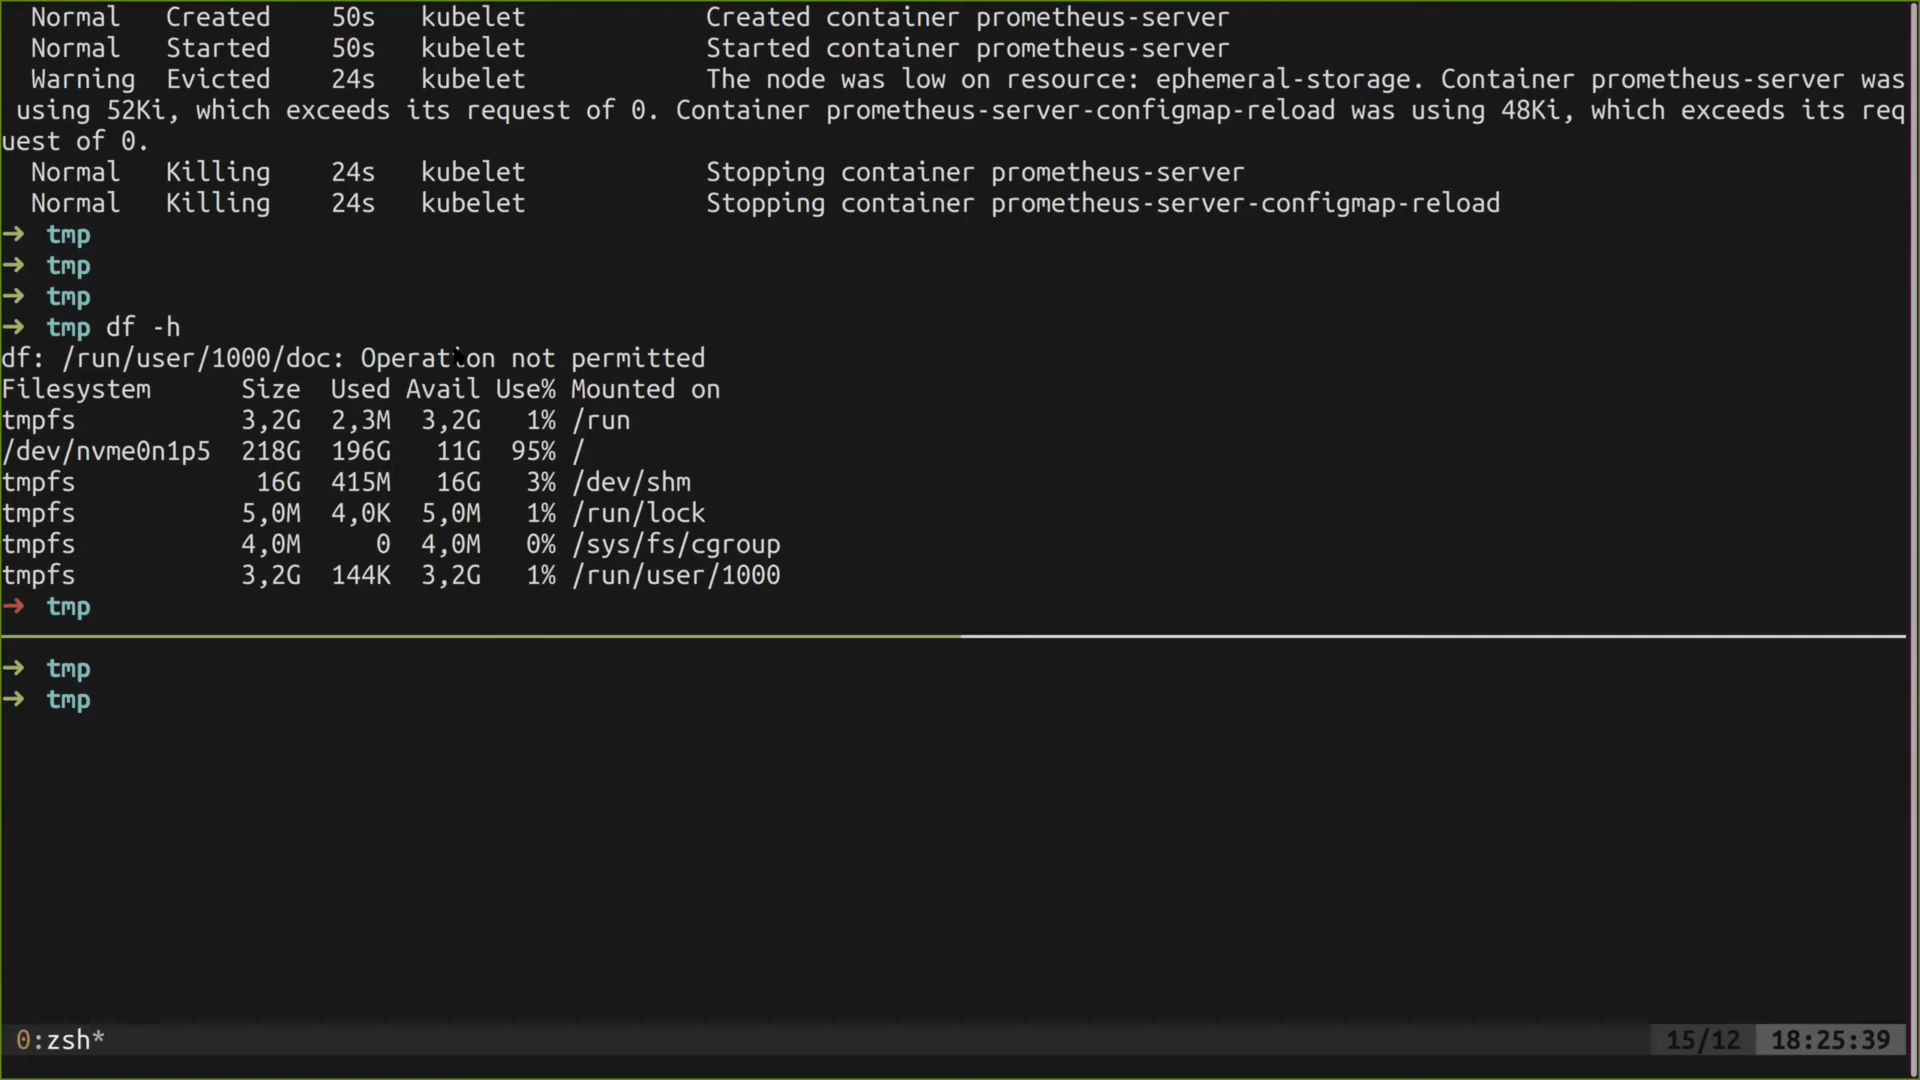 Normal   Created   50s   kubelet            Created container prometheus-server
Normal   Started   50s   kubelet            Started container prometheus-server
Warning  Evicted   24s   kubelet            The node was low on resource: ephemeral-storage. Container prometheus-server was
using 52Ki, which exceeds its request of 0. Container prometheus-server-configmap-reload was using 48Ki, which exceeds its req
uest of 0.
Normal   Killing    24s   kubelet            Stopping container prometheus-server
Normal   Killing    24s   kubelet            Stopping container prometheus-server-configmap-reload
→  tmp
→  tmp
→  tmp
→  tmp df -h
df: /run/user/1000/doc: Operation not permitted
Filesystem      Size  Used Avail Use% Mounted on
tmpfs           3,2G  2,3M  3,2G   1% /run
/dev/nvme0n1p5  218G  196G   11G  95% /
tmpfs            16G  415M   16G   3% /dev/shm
tmpfs           5,0M  4,0K  5,0M   1% /run/lock
tmpfs           4,0M     0  4,0M   0% /sys/fs/cgroup
tmpfs           3,2G  144K  3,2G   1% /run/user/1000
→  tmp
→  tmp
→  tmp
0:zsh* 15/12 18:25:39